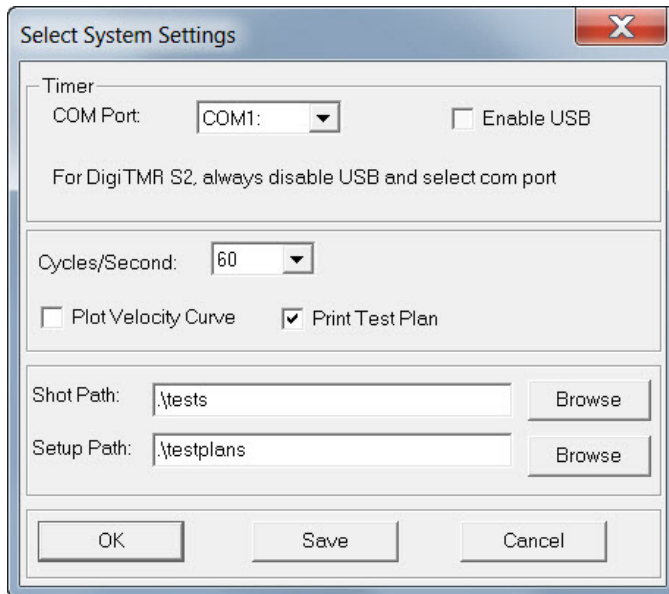 Select System Settings
Timer
COM Port: COM1: Enable USB
For DigiTMR S2, always disable USB and select com port
Cycles/Second: 60
Plot Velocity Curve Print Test Plan
Shot Path: .\tests Browse
Setup Path: .\testplans Browse
OK Save Cancel